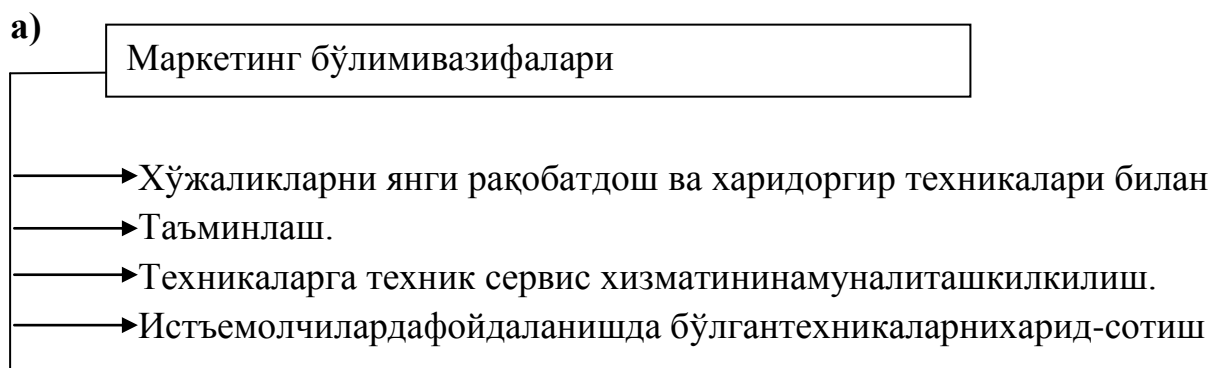 а)
Маркетинг бўлимивазифалари
Хўжаликларни янги рақобатдош ва харидоргир техникалари билан
Таъминлаш.
Техникаларга техник сервис хизматининамуналиташкилкилиш.
Истъемолчилардафойдаланишда бўлгантехникаларнихарид-сотиш